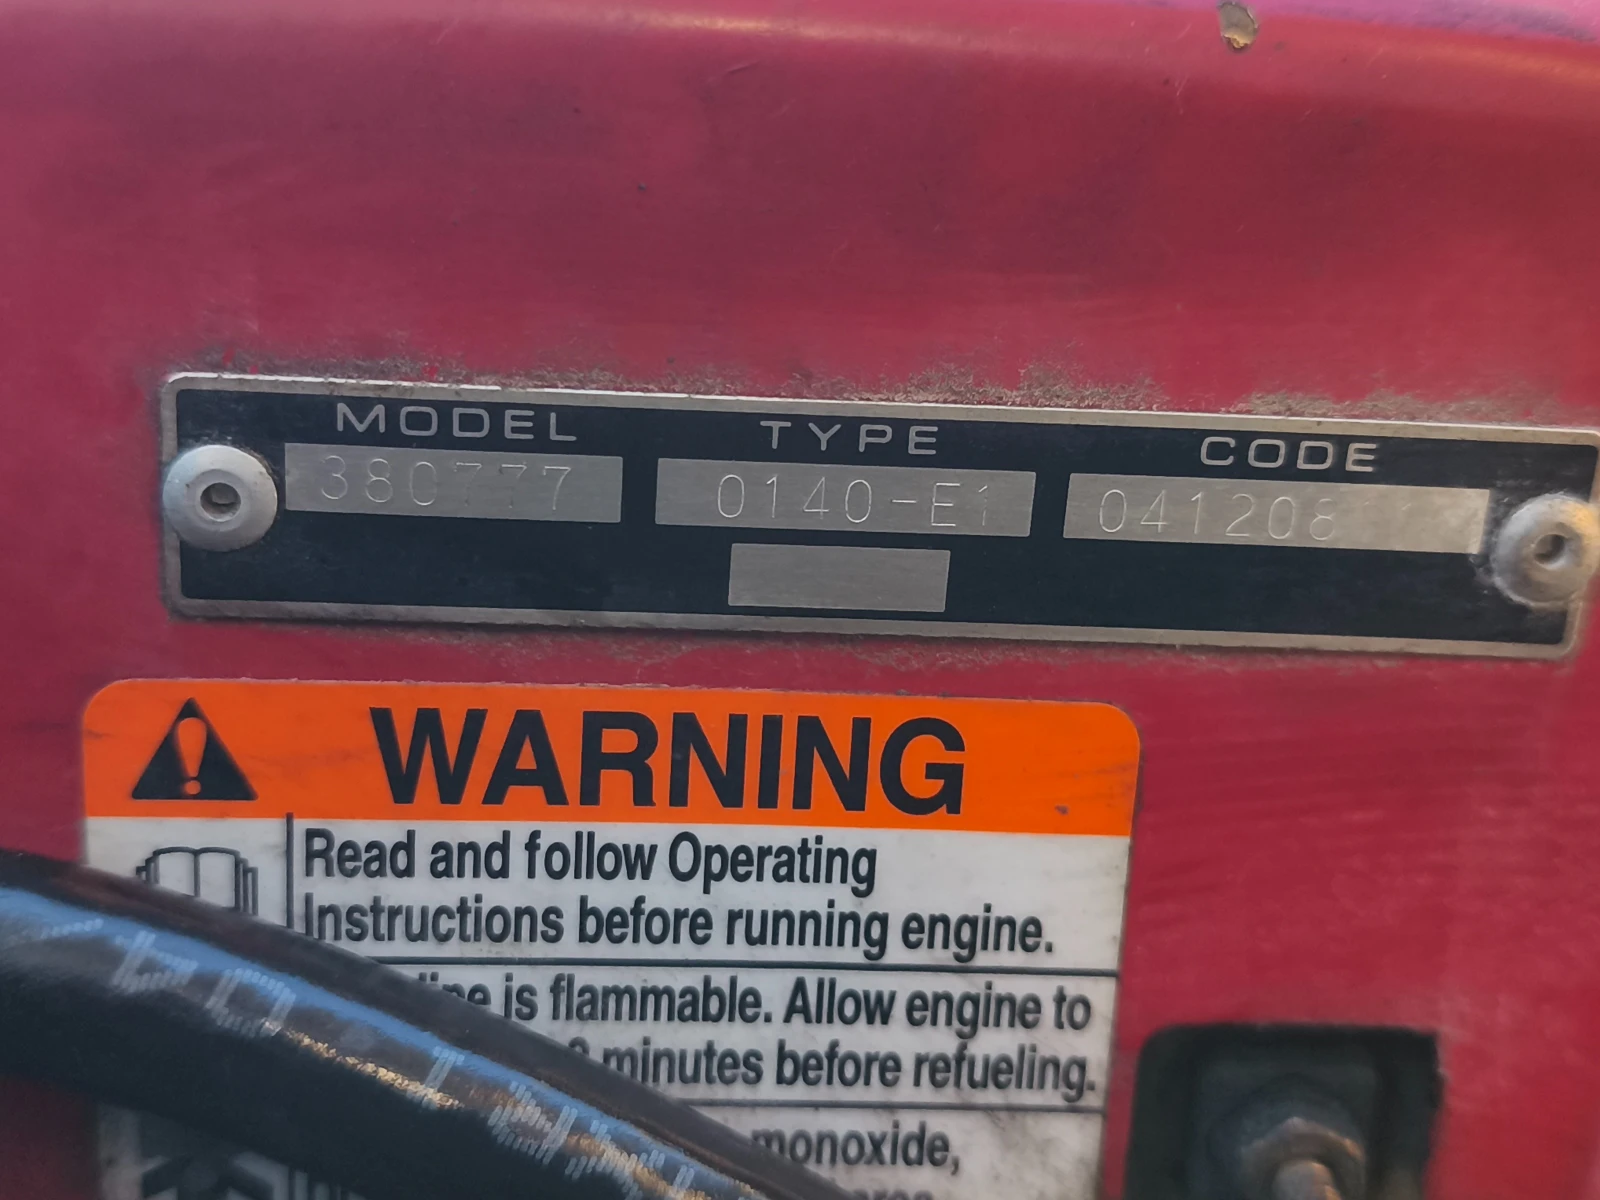 MODEL TYPE CODE
380777 0140-E1 041208
WARNING
Read and follow Operating
Instructions before running engine.
is flammable. Allow engine to
minutes before refueling.
monoxide,